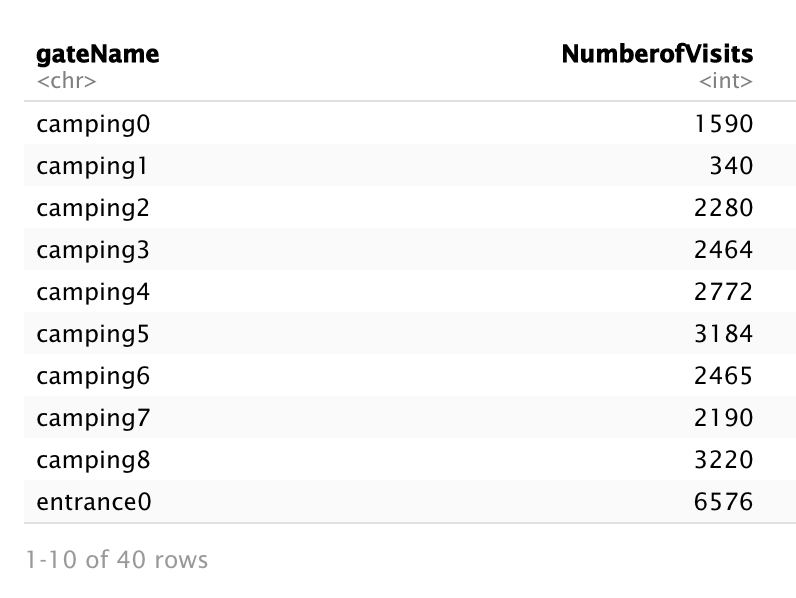 gateName NumberofVisits
<chr> <int>
camping0 1590
camping1 340
camping2 2280
camping3 2464
camping4 2772
camping5 3184
camping6 2465
camping7 2190
camping8 3220
entrance0 6576
1-10 of 40 rows